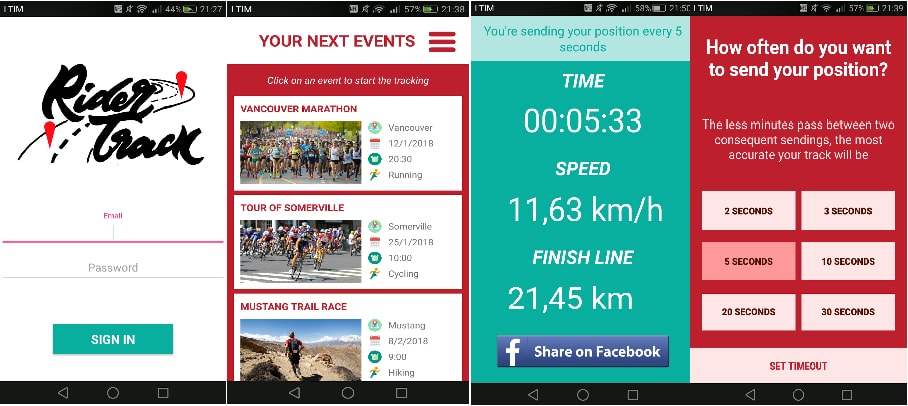 I TIM
44%
21:27
Rider
Track
Email
Password
SIGN IN
I TIM
57%
21:38
YOUR NEXT EVENTS
Click on an event to start the tracking
VANCOUVER MARATHON
Vancouver
12/1/2018
20:30
Running
TOUR OF SOMERVILLE
Somerville
25/1/2018
10:00
Cycling
MUSTANG TRAIL RACE
Mustang
8/2/2018
9:00
Hiking
I TIM
58%
21:50
You're sending your position every 5
seconds
TIME
00:05:33
SPEED
11,63 km/h
FINISH LINE
21,45 km
f Share on Facebook
I TIM
57%
21:39
How often do you want
to send your position?
The less minutes pass between two
consequent sendings, the most
accurate your track will be
2 SECONDS
3 SECONDS
5 SECONDS
10 SECONDS
20 SECONDS
30 SECONDS
SET TIMEOUT